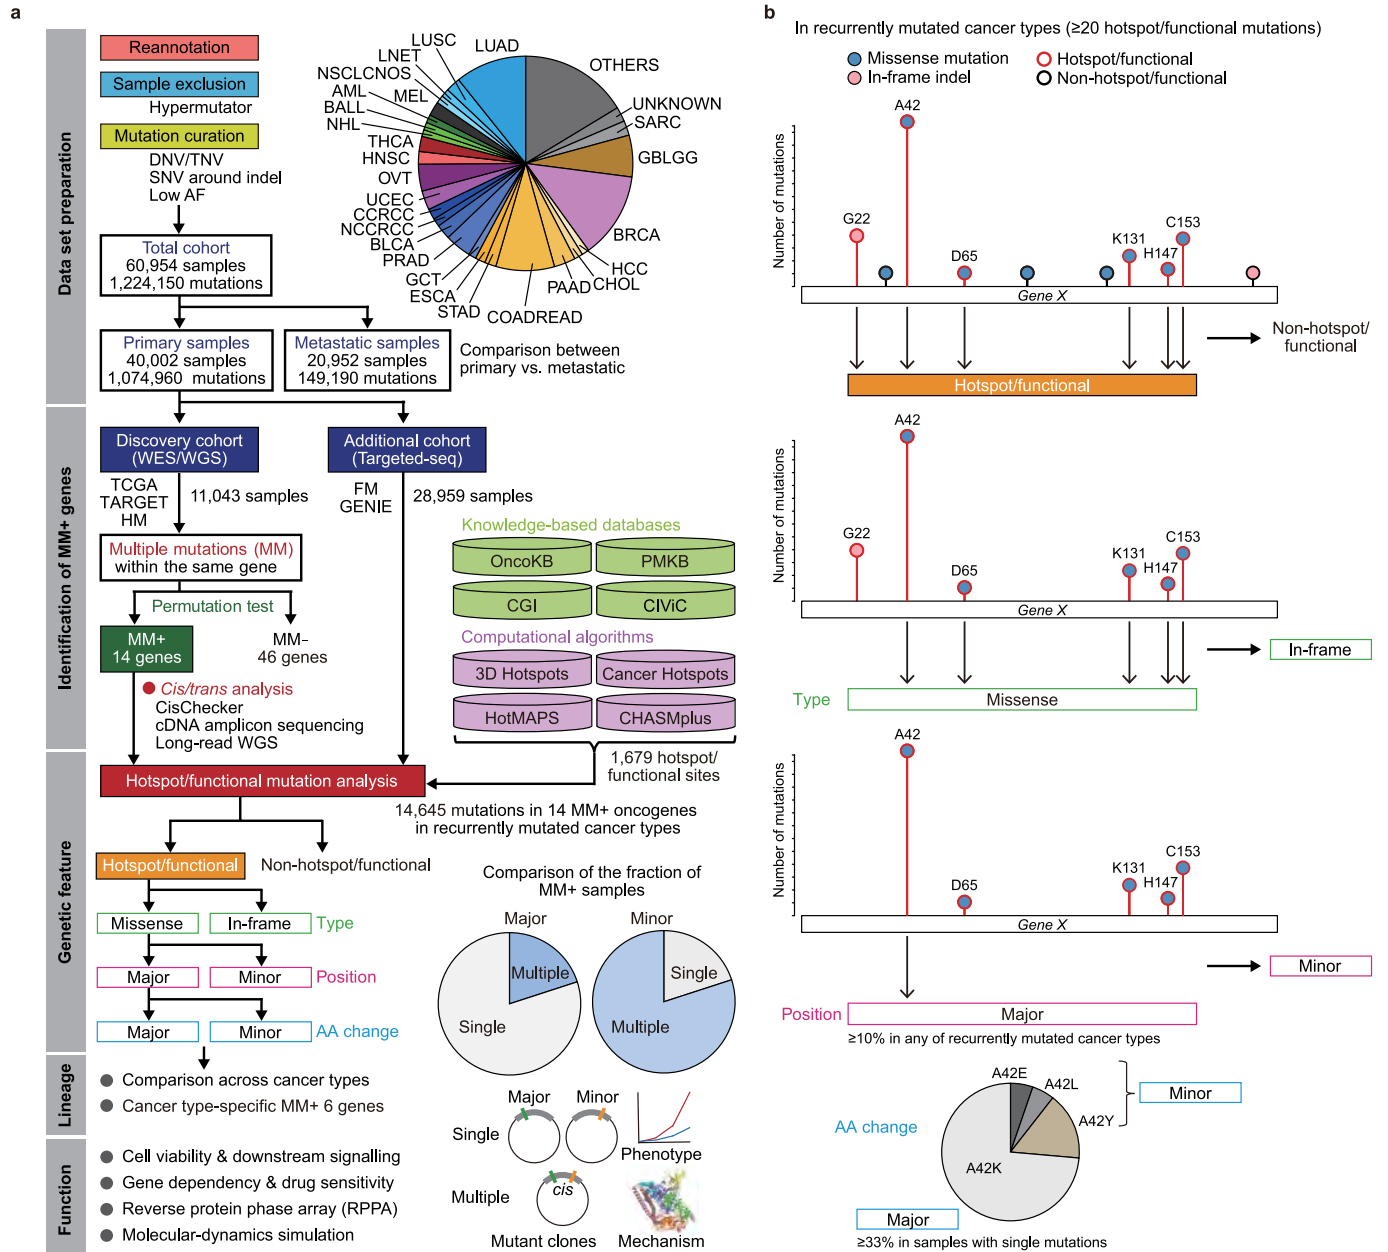 a
Data set preparation
Reannotation
Sample exclusion
Hypermutator
Mutation curation
DNV/TNV
SNV around indel
Low AF
Total cohort
60,954 samples
1,224,150 mutations
Primary samples
40,002 samples
1,074,960 mutations
Metastatic samples
20,952 samples
149,190 mutations
Comparison between
primary vs. metastatic
LUAD
LUSC
LNET
NSCLCNOS
MEL
AML
BALL
NHL
THCA
HNSC
OVT
UCEC
CCRCC
NCCRCC
BLCA
PRAD
GCT
ESCA
STAD
COADREAD
PAAD
CHOL
HCC
BRCA
GBLGG
SARC
UNKNOWN
OTHERS
Identification of MM+ genes
Discovery cohort
(WES/WGS)
Additional cohort
(Targeted-seq)
TCGA
TARGET
HM
11,043 samples
FM
GENIE
28,959 samples
Multiple mutations (MM)
within the same gene
Permutation test
MM+
14 genes
MM−
46 genes
Cis/trans analysis
CisChecker
cDNA amplicon sequencing
Long-read WGS
Knowledge-based databases
OncoKB
PMKB
CGI
CIViC
Computational algorithms
3D Hotspots
Cancer Hotspots
HotMAPS
CHASMplus
1,679 hotspot/
functional sites
Genetic feature
Hotspot/functional mutation analysis
14,645 mutations in 14 MM+ oncogenes
in recurrently mutated cancer types
Hotspot/functional
Non-hotspot/functional
Missense
In-frame
Type
Major
Minor
Position
Major
Minor
AA change
Comparison of the fraction of
MM+ samples
Major
Minor
Multiple
Single
Single
Multiple
Lineage
Comparison across cancer types
Cancer type-specific MM+ 6 genes
Function
Cell viability & downstream signalling
Gene dependency & drug sensitivity
Reverse protein phase array (RPPA)
Molecular-dynamics simulation
Major
Minor
Single
Phenotype
Multiple
cis
Mutant clones
Mechanism
b
In recurrently mutated cancer types (≥20 hotspot/functional mutations)
Missense mutation
Hotspot/functional
In-frame indel
Non-hotspot/functional
Number of mutations
G22
A42
D65
K131
H147
C153
Gene X
Non-hotspot/
functional
Hotspot/functional
Number of mutations
G22
A42
D65
K131
H147
C153
Gene X
In-frame
Type
Missense
Number of mutations
A42
D65
K131
H147
C153
Gene X
Minor
Position
Major
≥10% in any of recurrently mutated cancer types
AA change
A42E
A42L
A42Y
A42K
Minor
Major
≥33% in samples with single mutations